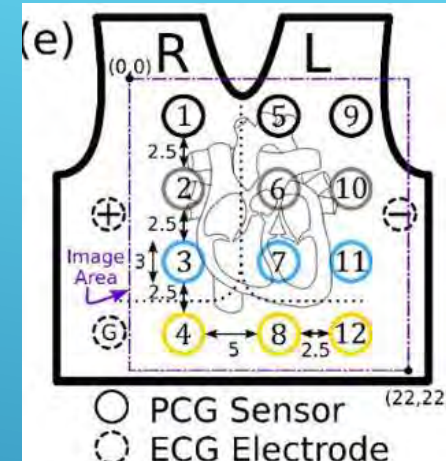 (e)
R L
(0,0)
1 5 9
2.5
2 6 10
+ −
2.5
Image
Area
3
3 7 11
2.5
G
4 8 12
5 2.5
(22,22
PCG Sensor
ECG Electrode